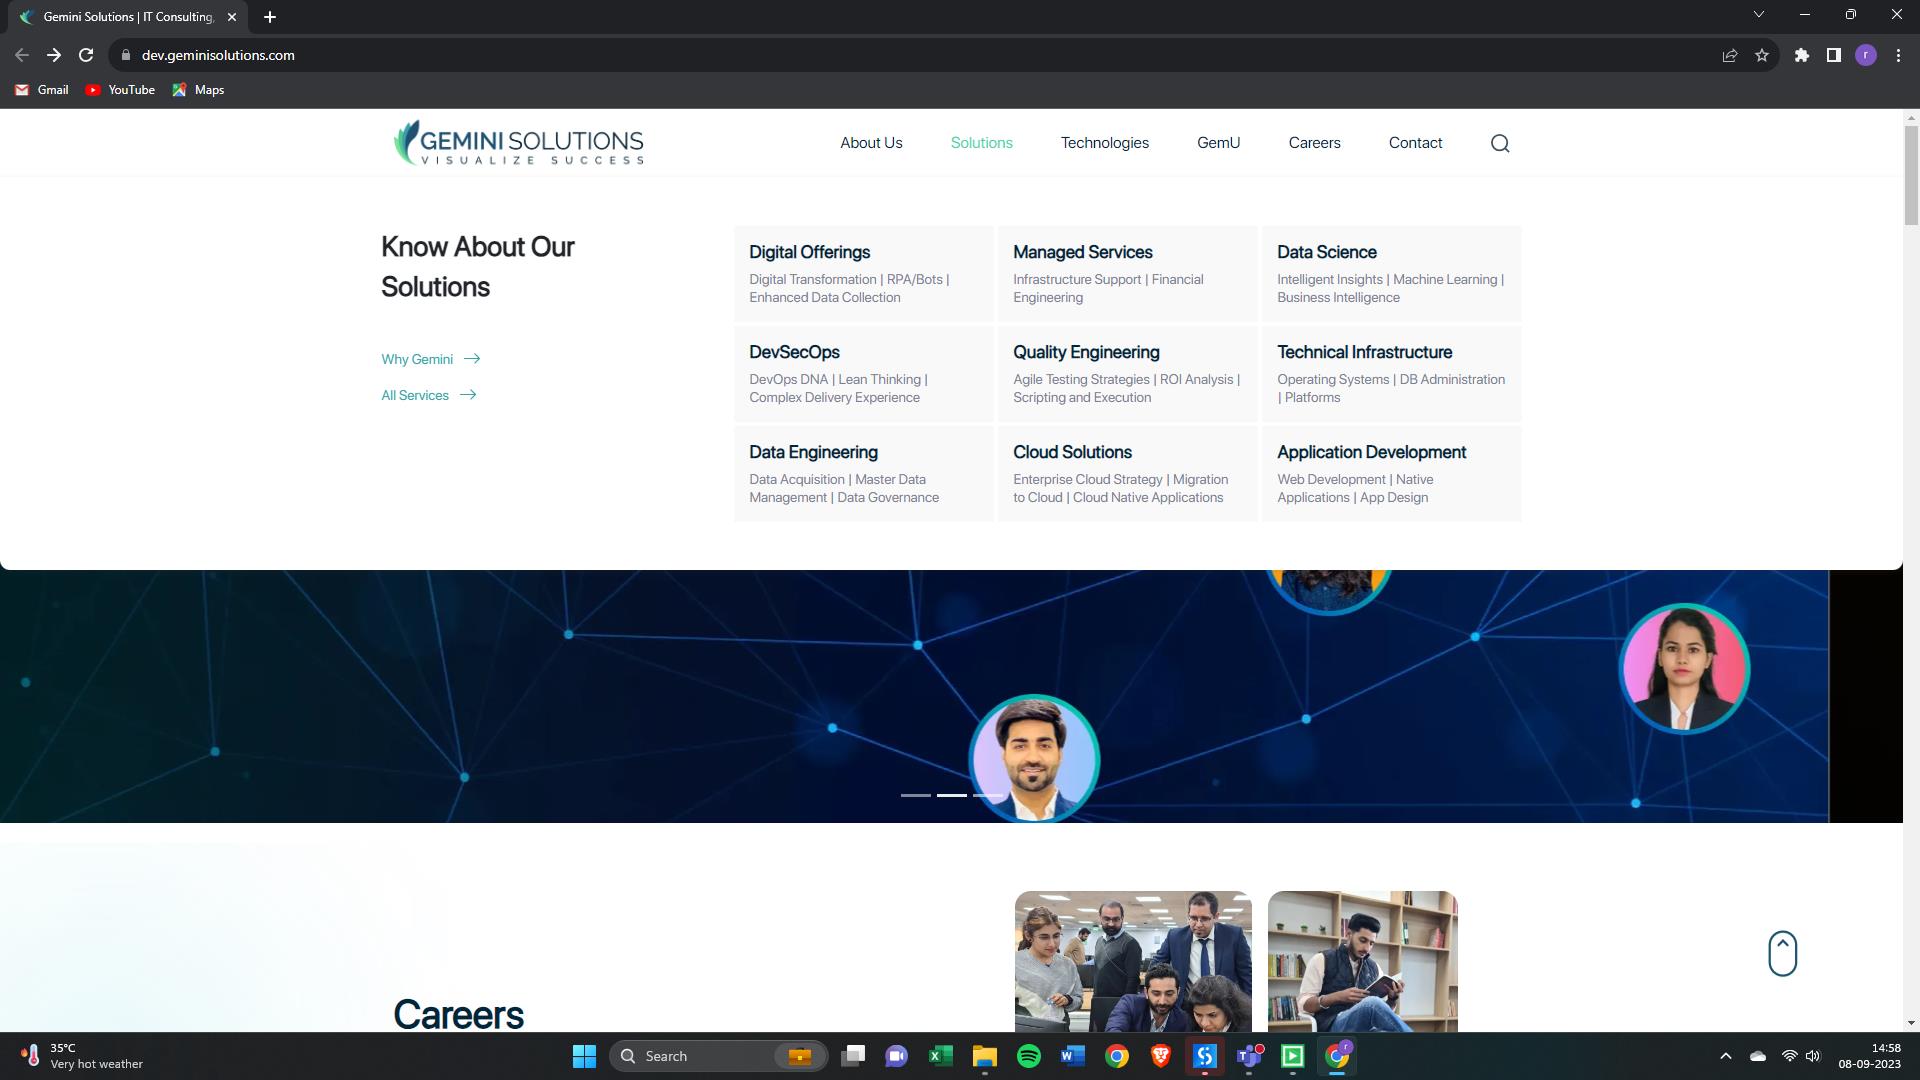 Gemini Solutions | IT Consulting,
dev.geminisolutions.com
r
Gmail
YouTube
Maps
GEMINI SOLUTIONS
VISUALIZE SUCCESS
About Us
Solutions
Technologies
GemU
Careers
Contact
Know About Our
Solutions
Why Gemini
All Services
Digital Offerings
Digital Transformation | RPA/Bots |
Enhanced Data Collection
Managed Services
Infrastructure Support | Financial
Engineering
Data Science
Intelligent Insights | Machine Learning |
Business Intelligence
DevSecOps
DevOps DNA | Lean Thinking |
Complex Delivery Experience
Quality Engineering
Agile Testing Strategies | ROI Analysis |
Scripting and Execution
Technical Infrastructure
Operating Systems | DB Administration
| Platforms
Data Engineering
Data Acquisition | Master Data
Management | Data Governance
Cloud Solutions
Enterprise Cloud Strategy | Migration
to Cloud | Cloud Native Applications
Application Development
Web Development | Native
Applications | App Design
Careers
35°C
Very hot weather
Search
14:58
08-09-2023